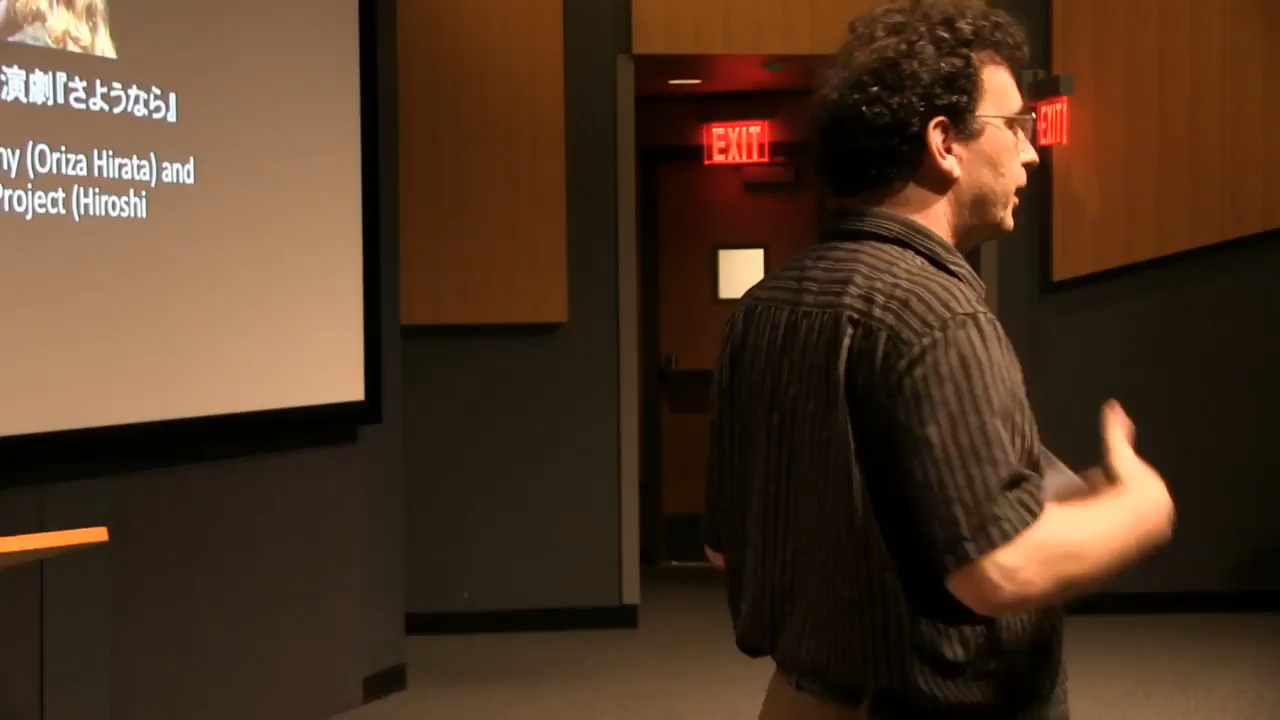 演劇『さようなら』
ny (Oriza Hirata) and
Project (Hiroshi
EXIT
EXIT